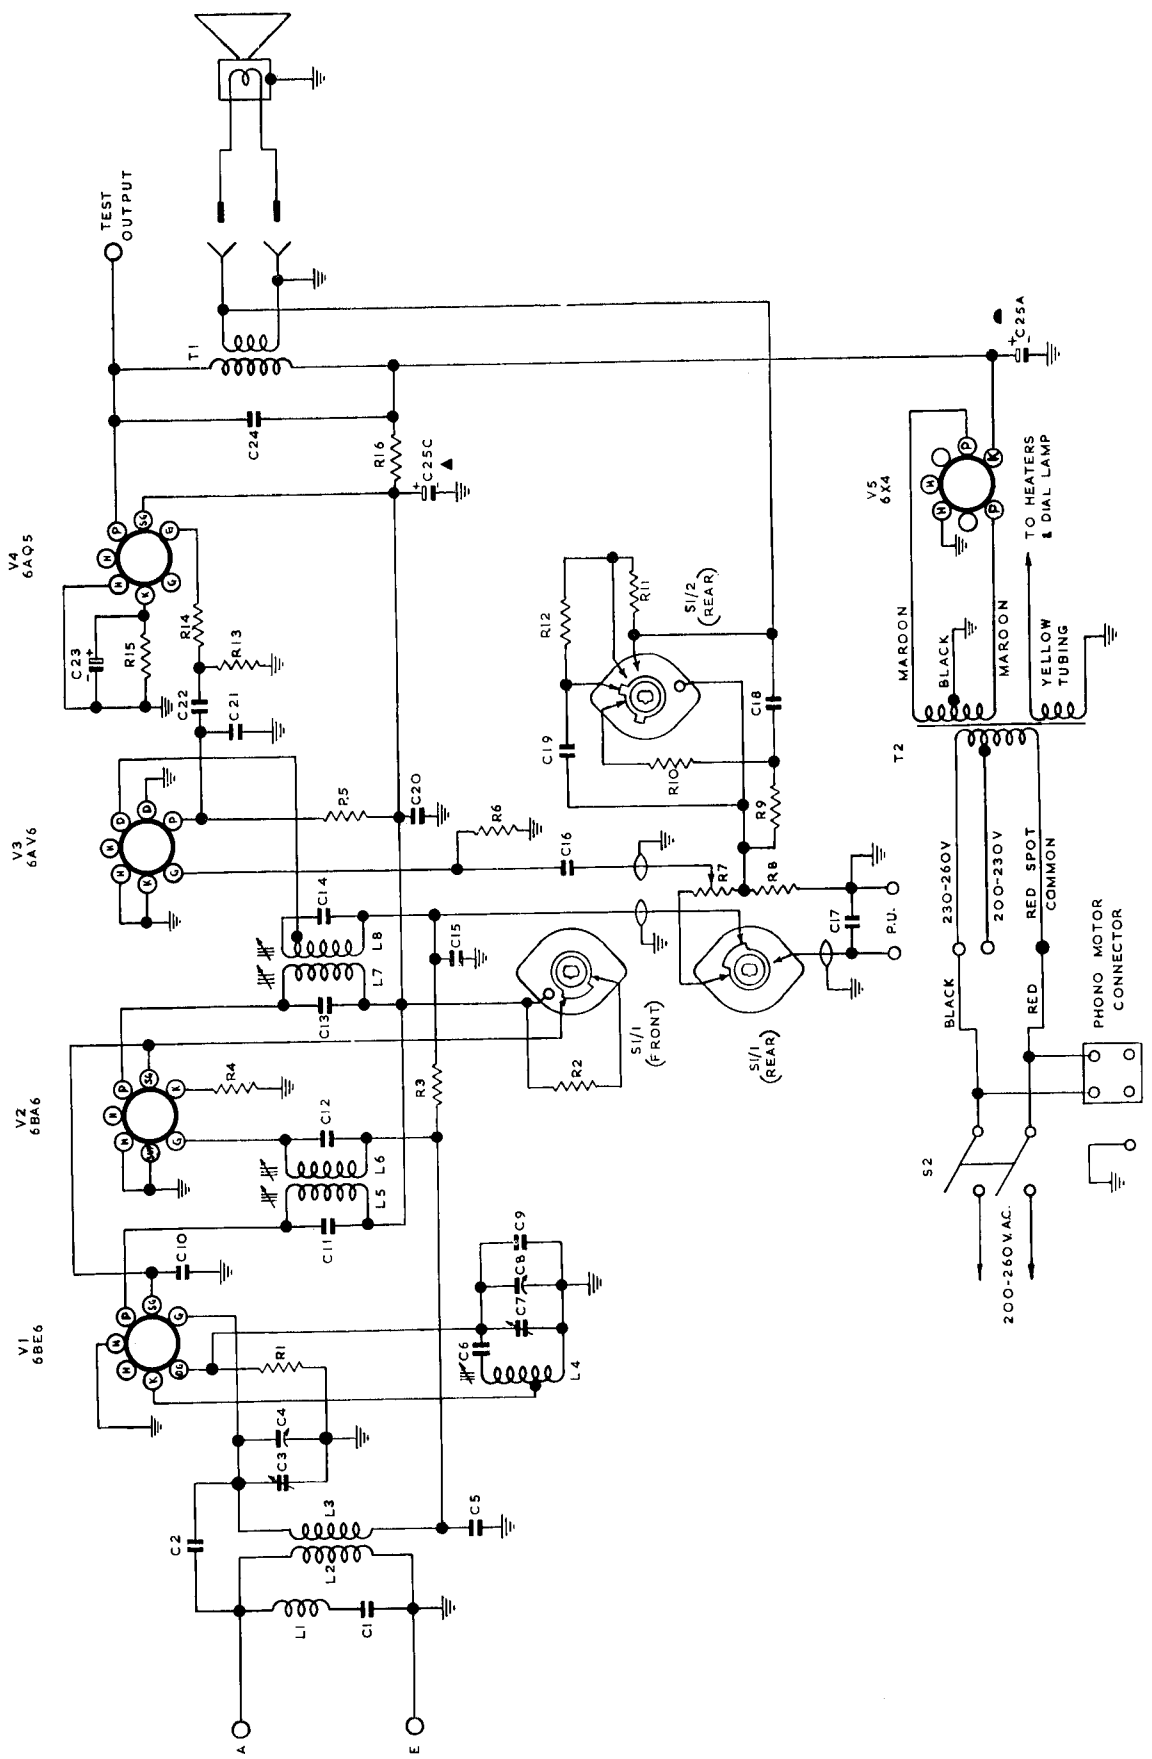 V1
6BE6
V2
6BA6
V3
6AV6
V4
6AQ5
TEST
OUTPUT
A
E
L1
C1
C2
L2
L3
C3
C4
R1
C5
H
H
K
OG
G
SG
P
C10
C6
C7
C8
C9
L4
C11
L5
L6
C12
H
H
G
K
SG
P
R4
R3
C13
L7
L8
C14
C15
H
H
K
G
P
D
D
R5
C20
R6
C16
C21
C22
R13
R14
R15
C23
+
-
H
H
K
G
G
SG
P
C24
R16
+
-
C25C
T1
S1/1
(FRONT)
R2
S1/1
(REAR)
R7
R8
R9
C17
P.U.
C18
R10
C19
R12
R11
S1/2
(REAR)
V5
6X4
H
H
P
P
K
+
-
C25A
TO HEATERS
& DIAL LAMP
MAROON
BLACK
MAROON
YELLOW
TUBING
T2
230-260V
200-230V
RED SPOT
COMMON
BLACK
RED
PHONO MOTOR
CONNECTOR
S2
200-260V.A.C.